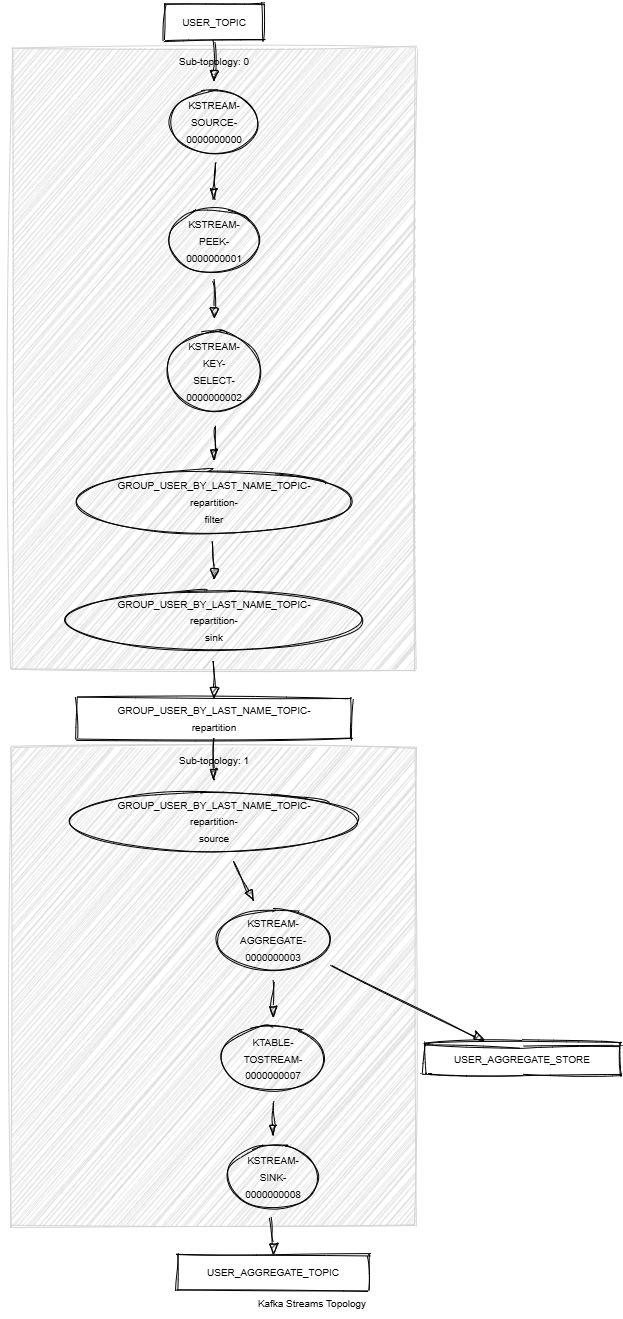 USER_TOPIC
Sub-topology: 0
KSTREAM-
SOURCE-
0000000000
KSTREAM-
PEEK-
0000000001
KSTREAM-
KEY-
SELECT-
0000000002
GROUP_USER_BY_LAST_NAME_TOPIC-
repartition-
filter
GROUP_USER_BY_LAST_NAME_TOPIC-
repartition-
sink
GROUP_USER_BY_LAST_NAME_TOPIC-
repartition
Sub-topology: 1
GROUP_USER_BY_LAST_NAME_TOPIC-
repartition-
source
KSTREAM-
AGGREGATE-
0000000003
KTABLE-
TOSTREAM-
0000000007
USER_AGGREGATE_STORE
KSTREAM-
SINK-
0000000008
USER_AGGREGATE_TOPIC
Kafka Streams Topology